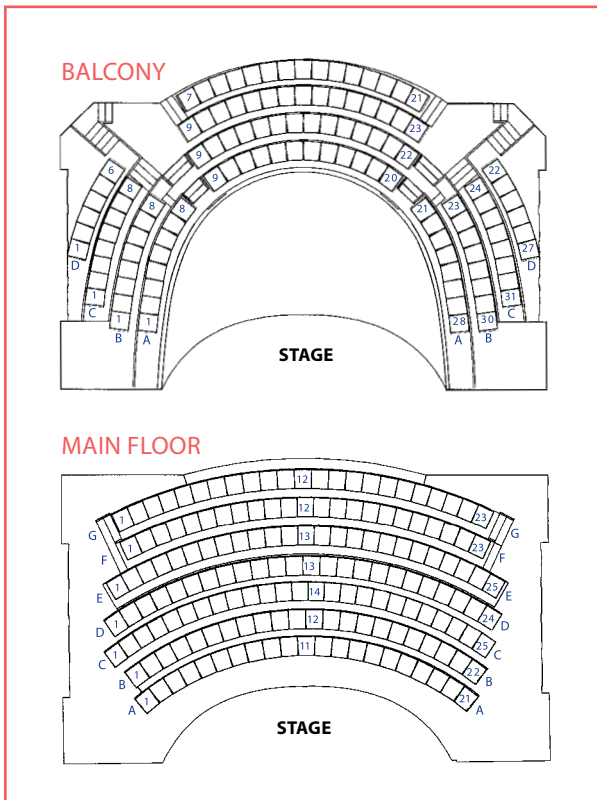 BALCONY
7 21
9 23
9 22
9 20
6 8 8 8 21 23 24 22
1 27
D D
1 31
C C
1 1 28 30
B A A B
STAGE
MAIN FLOOR
12
1 12 23
G 1 13 23 G
F F
1 13 25
E E
1 14 24
D D
1 12 25
C C
1 11 22
B B
1 21
A A
STAGE